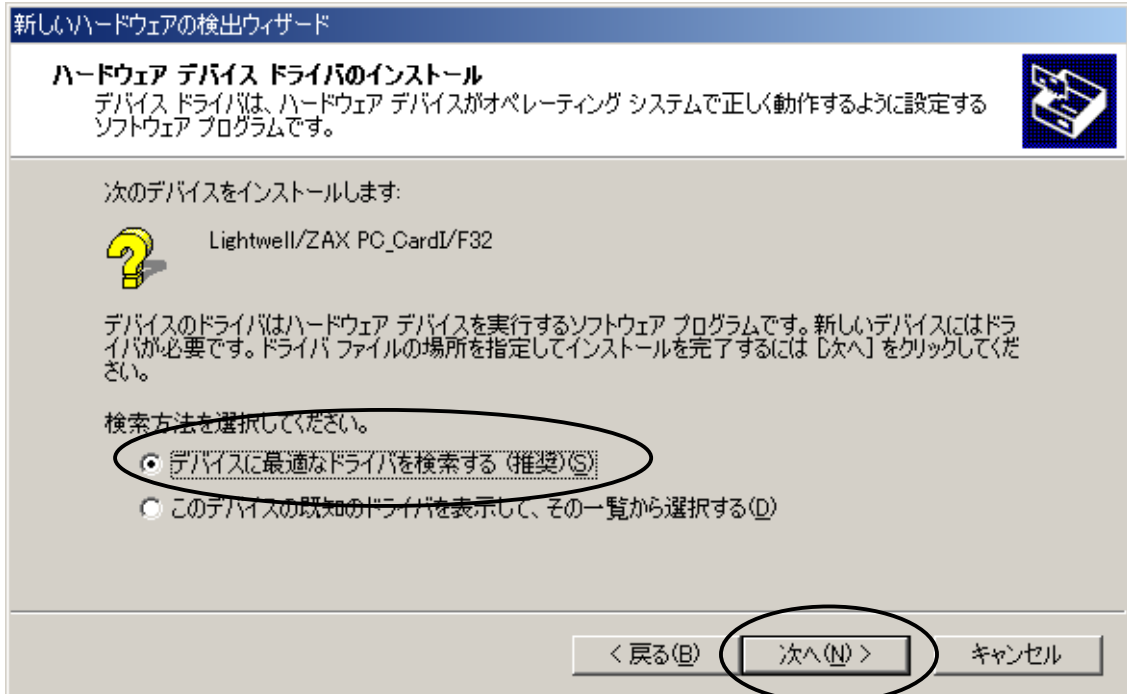 新しいハードウェアの検出ウィザード
ハードウェア デバイス ドライバのインストール
デバイス ドライバは、ハードウェア デバイスがオペレーティング システムで正しく動作するように設定する
ソフトウェア プログラムです。
次のデバイスをインストールします:
Lightwell/ZAX PC_CardI/F32
デバイスのドライバはハードウェア デバイスを実行するソフトウェア プログラムです。新しいデバイスにはドラ
イバが必要です。ドライバ ファイルの場所を指定してインストールを完了するには [次へ] をクリックしてくだ
さい。
検索方法を選択してください。
デバイスに最適なドライバを検索する (推奨)(S)
このデバイスの既知のドライバを表示して、その一覧から選択する(D)
< 戻る(B) 次へ(N) > キャンセル